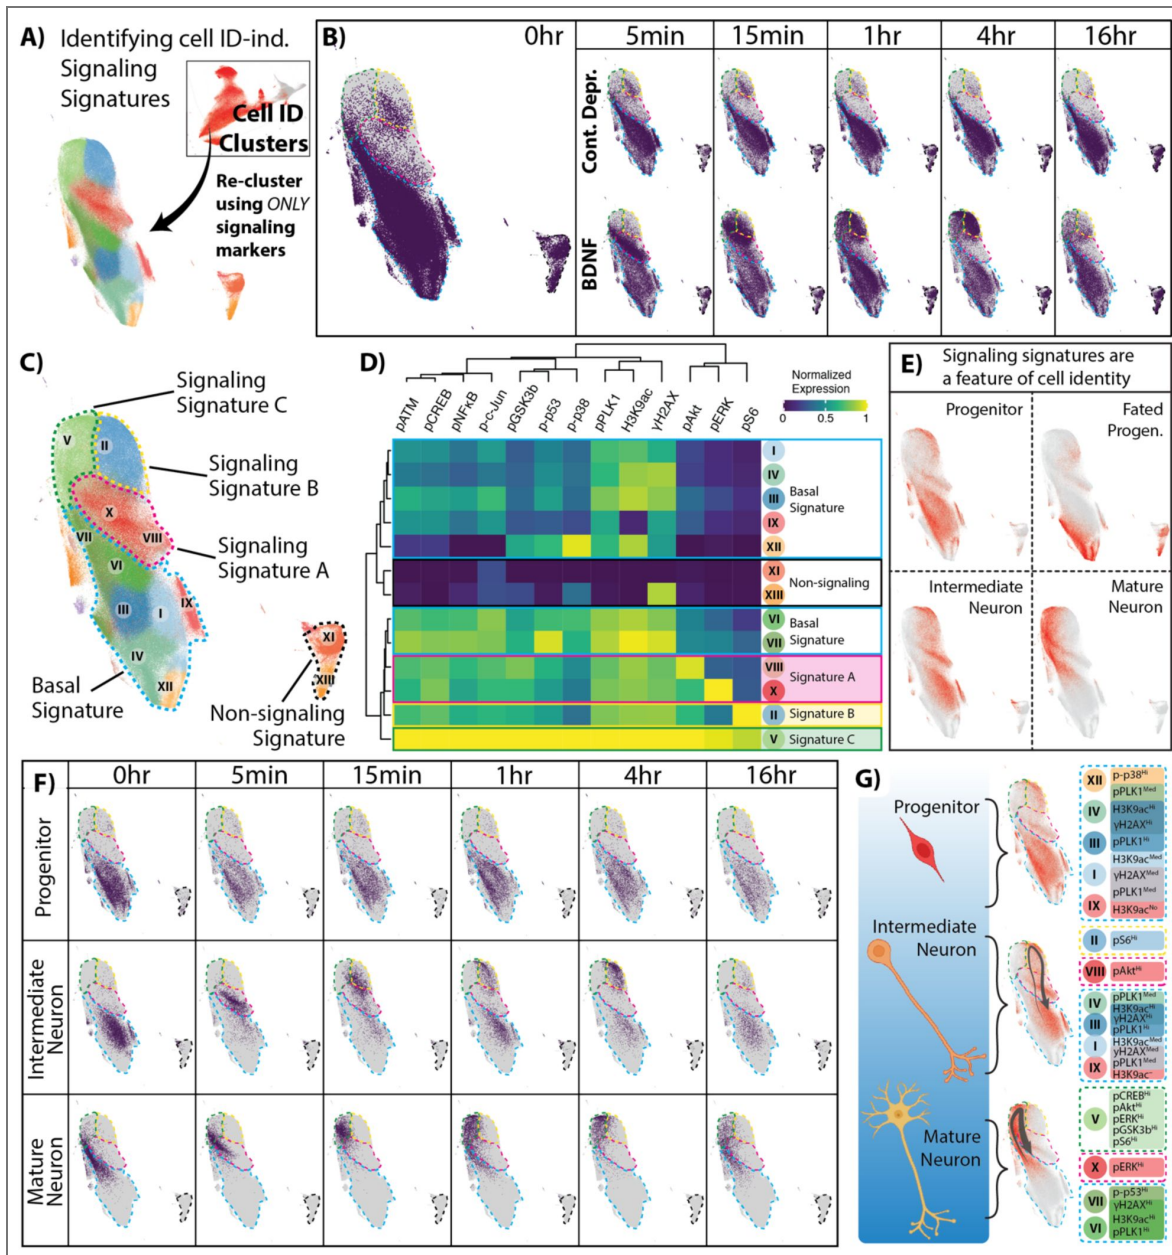 A) Identifying cell ID-ind.
Signaling
Signatures
Cell ID
Clusters
Re-cluster
using ONLY
signaling
markers
B)
0hr
5min
15min
1hr
4hr
16hr
Cont. Depr.
BDNF
C)
Signaling
Signature C
Signaling
Signature B
Signaling
Signature A
Basal
Signature
Non-signaling
Signature
V
II
X
VII
VIII
VI
III
I
IX
IV
XII
XI
XIII
D)
Normalized
Expression
0 0.5 1
pATM
pCREB
pNFκB
p-c-Jun
pGSK3b
p-p53
p-p38
pPLK1
H3K9ac
γH2AX
pAkt
pERK
pS6
I
IV
III
IX
XII
Basal
Signature
XI
XIII
Non-signaling
VI
VII
Basal
Signature
VIII
X
Signature A
II Signature B
V Signature C
E)
Signaling signatures are
a feature of cell identity
Progenitor
Fated
Progen.
Intermediate
Neuron
Mature
Neuron
F)
0hr
5min
15min
1hr
4hr
16hr
Progenitor
Intermediate
Neuron
Mature
Neuron
G)
Progenitor
Intermediate
Neuron
Mature
Neuron
XII p-p38Hi
pPLK1Med
IV H3K9acHi
γH2AXHi
III pPLK1Hi
H3K9acMed
I γH2AXMed
pPLK1Med
IX H3K9acNo
II pS6Hi
VIII pAktHi
IV pPLK1Med
H3K9acHi
III γH2AXHi
pPLK1Hi
I H3K9acMed
γH2AXMed
IX pPLK1Med
H3K9ac-
pCREBHi
pAktHi
V pERKHi
pGSK3bHi
pS6Hi
X pERKHi
VII p-p53Hi
γH2AXHi
VI H3K9acHi
pPLK1Hi